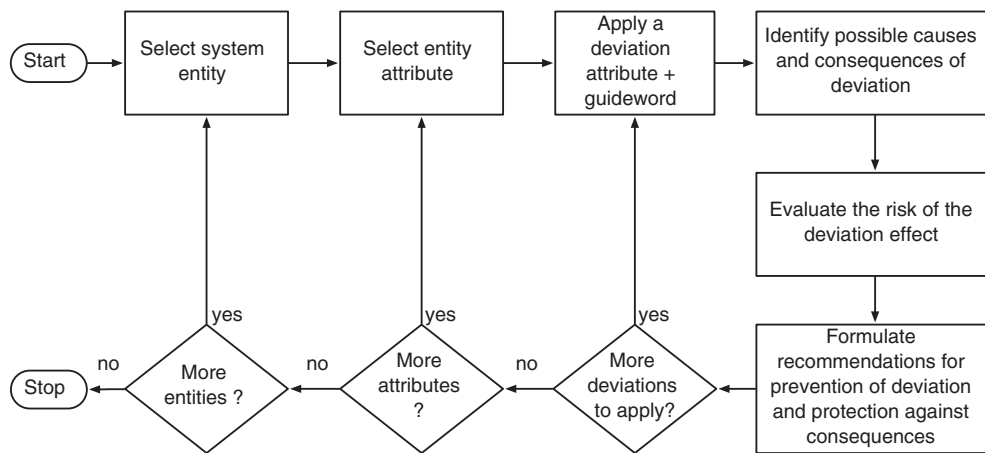 Start
Select system
entity
Select entity
attribute
Apply a
deviation
attribute +
guideword
Identify possible causes
and consequences of
deviation
Evaluate the risk of the
deviation effect
Formulate
recommendations for
prevention of deviation
and protection against
consequences
More
deviations
to apply?
yes
no
More
attributes
?
yes
no
More
entities ?
yes
no
Stop